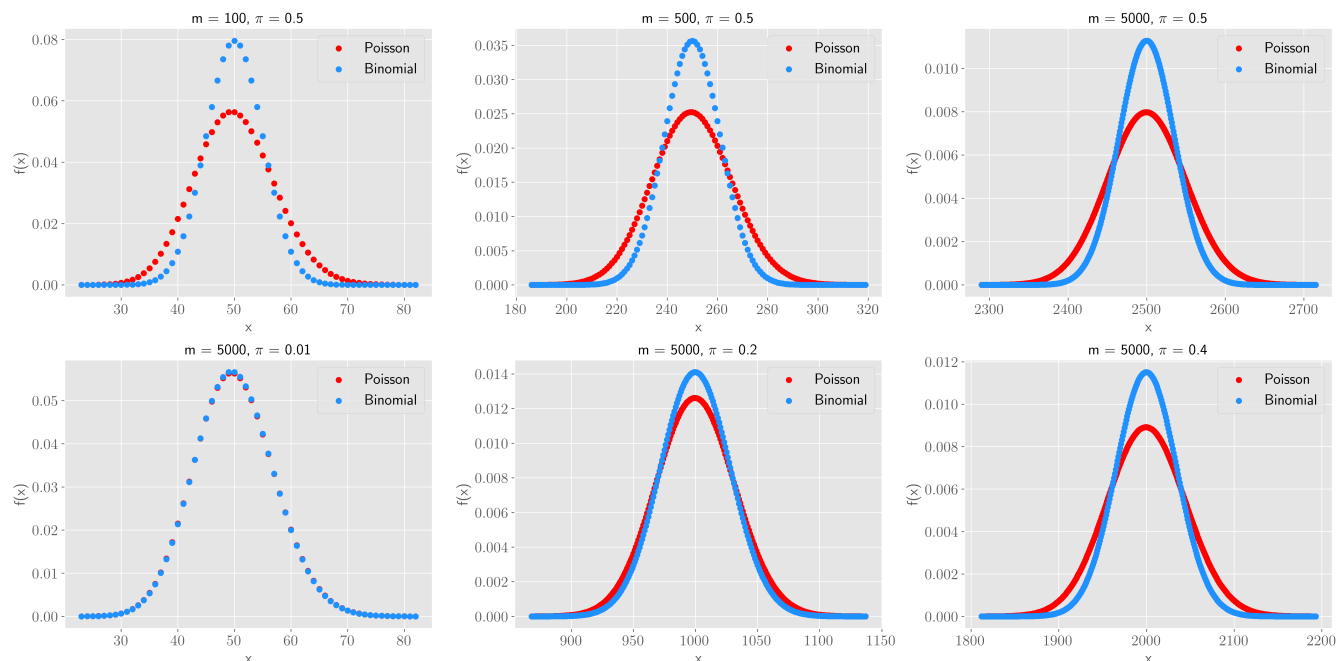 m = 100, π = 0.5
Poisson
Binomial
f(x)
0.08
0.06
0.04
0.02
0.00
30 40 50 60 70 80
x
m = 500, π = 0.5
Poisson
Binomial
f(x)
0.035
0.030
0.025
0.020
0.015
0.010
0.005
0.000
180 200 220 240 260 280 300 320
x
m = 5000, π = 0.5
Poisson
Binomial
f(x)
0.010
0.008
0.006
0.004
0.002
0.000
2300 2400 2500 2600 2700
x
m = 5000, π = 0.01
Poisson
Binomial
f(x)
0.05
0.04
0.03
0.02
0.01
0.00
30 40 50 60 70 80
x
m = 5000, π = 0.2
Poisson
Binomial
f(x)
0.014
0.012
0.010
0.008
0.006
0.004
0.002
0.000
900 950 1000 1050 1100 1150
x
m = 5000, π = 0.4
Poisson
Binomial
f(x)
0.012
0.010
0.008
0.006
0.004
0.002
0.000
1800 1900 2000 2100 2200
x